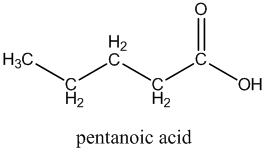 O
H₂
H₃C C C
C C OH
H₂ H₂
pentanoic acid